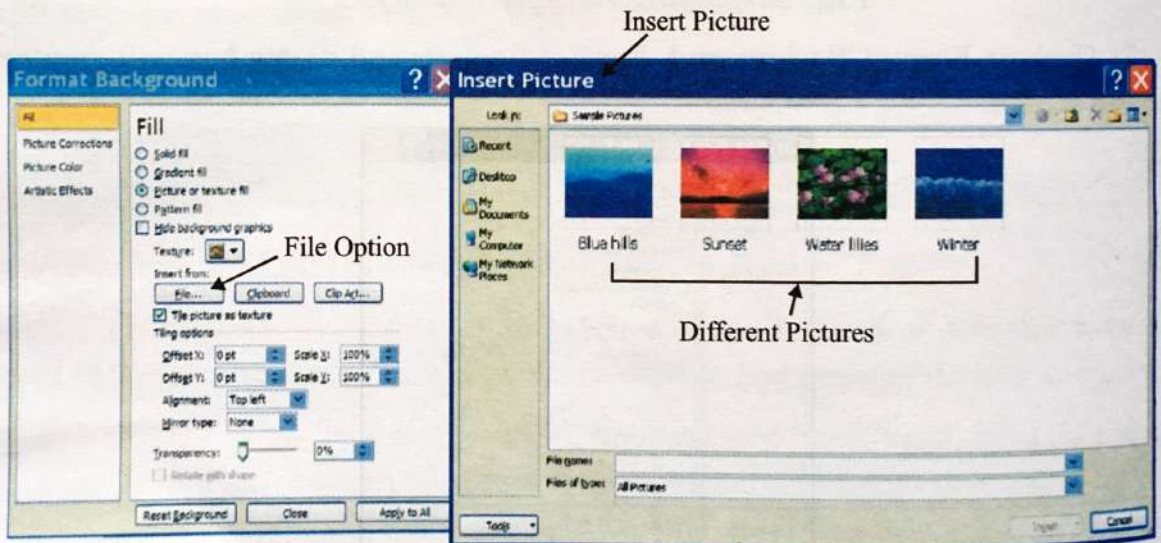 Insert Picture
Format Background
Fill
Picture Corrections
Picture Color
Artistic Effects
Fill
Solid fill
Gradient fill
Picture or texture fill
Pattern fill
Hide background graphics
Texture:
File Option
Insert from:
File...
Clipboard
Clip Art...
Tile picture as texture
Tiling options
Offset X: 0 pt Scale X: 100%
Offset Y: 0 pt Scale Y: 100%
Alignment: Top left
Mirror type: None
Transparency: 0%
Rotate with shape
Reset Background Close Apply to All
Insert Picture
Look in: Sample Pictures
Recent
Desktop
My Documents
My Computer
My Network Places
Blue hills Sunset Water lilies Winter
Different Pictures
File name:
Files of type: All Pictures
Tools Insert Cancel